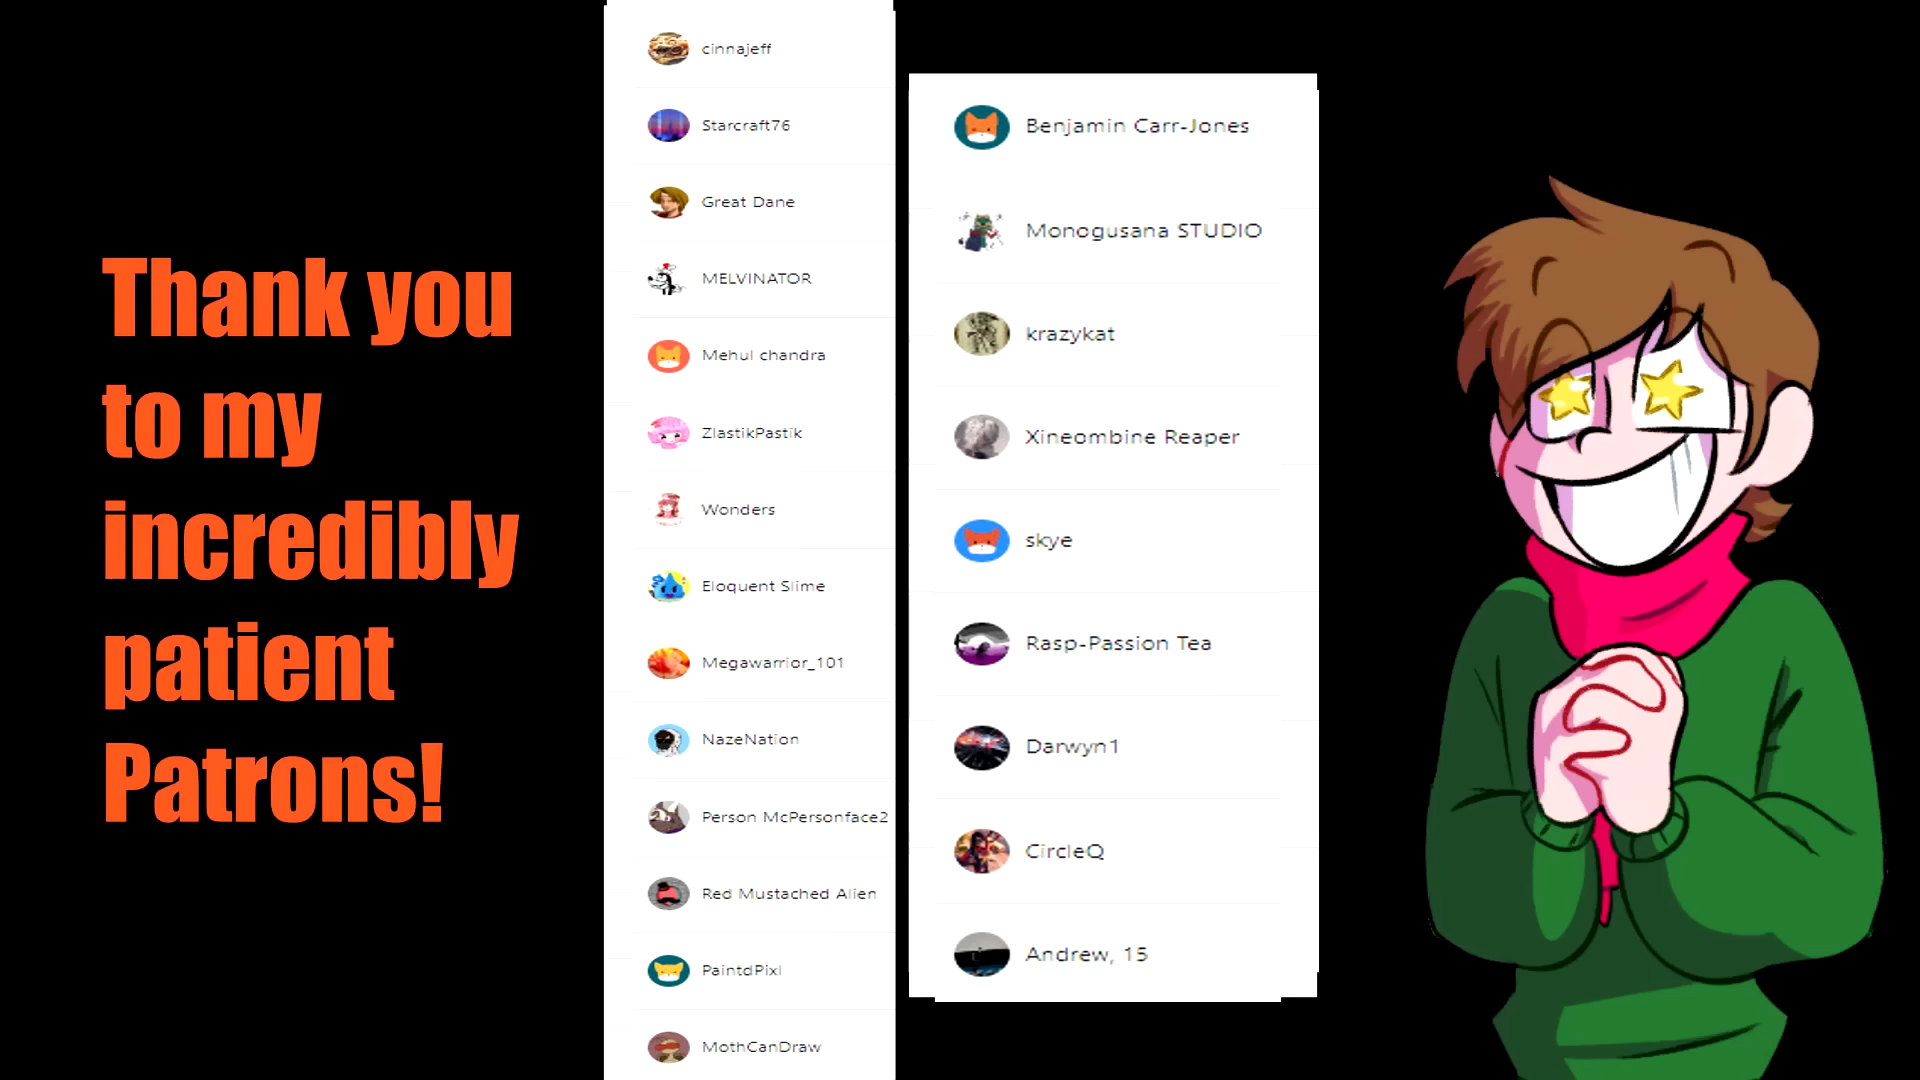 Thank you
to my
incredibly
patient
Patrons!
cinnajeff
Starcraft76
Great Dane
MELVINATOR
Mehul chandra
ZlastikPastik
Wonders
Eloquent Slime
Megawarrior_101
NazeNation
Person McPersonface2
Red Mustached Alien
PaintdPixl
MothCanDraw
Benjamin Carr-Jones
Monogusana STUDIO
krazykat
Xineombine Reaper
skye
Rasp-Passion Tea
Darwyn1
CircleQ
Andrew, 15